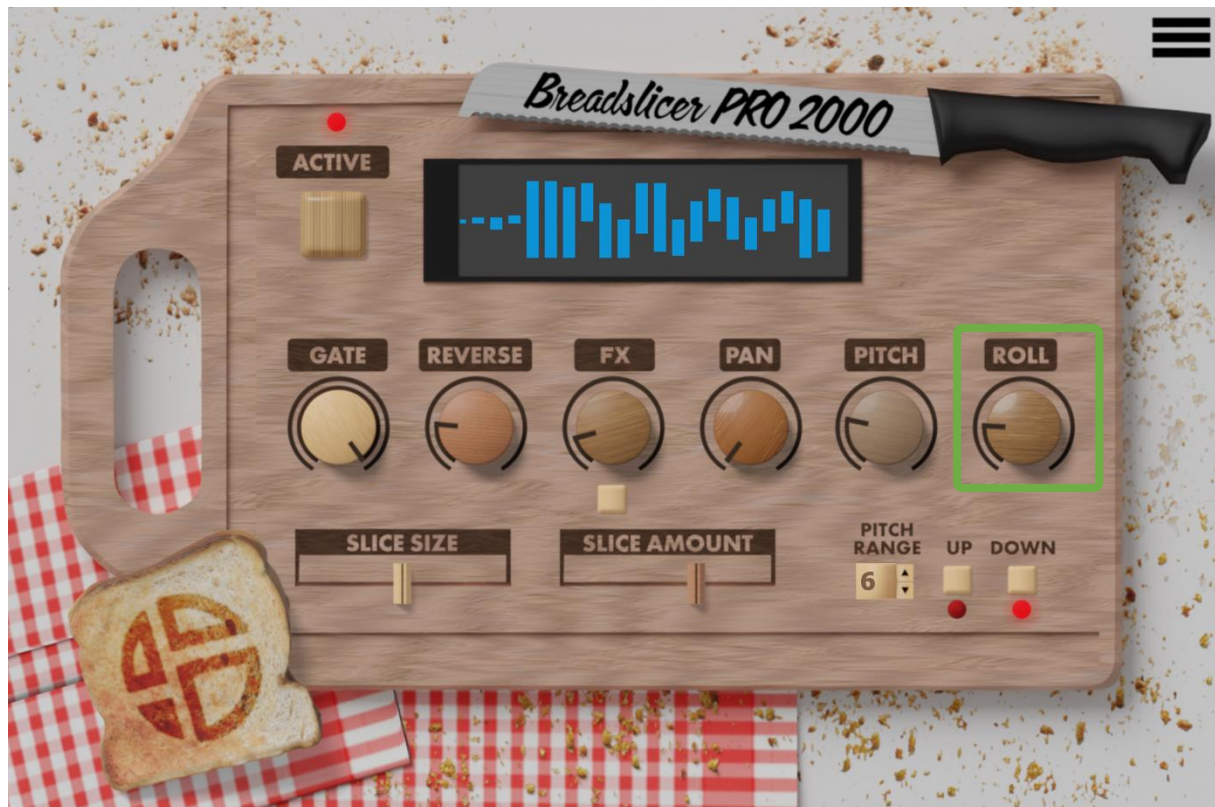 Breadslicer PRO 2000
ACTIVE
GATE
REVERSE
FX
PAN
PITCH
ROLL
SLICE SIZE
SLICE AMOUNT
PITCH
RANGE
UP
DOWN
6